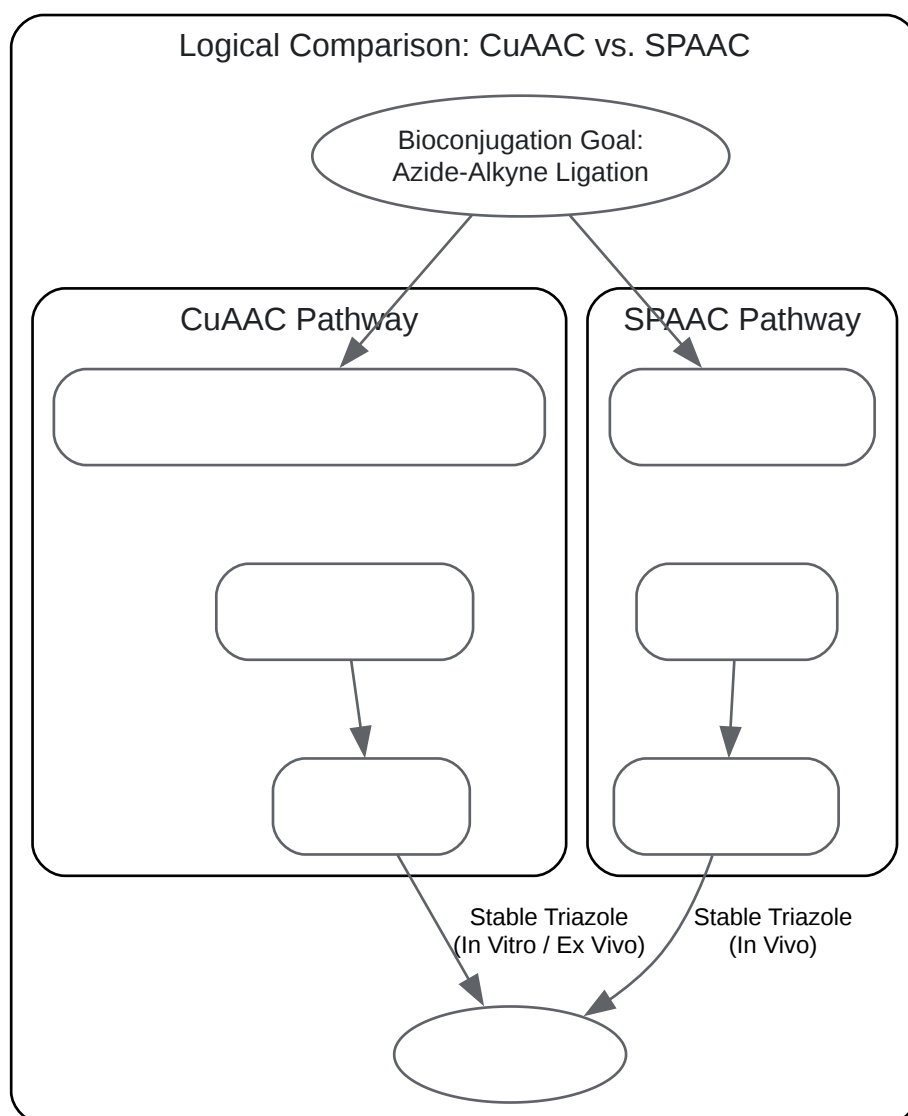 Logical Comparison: CuAAC vs. SPAAC
Bioconjugation Goal:
Azide-Alkyne Ligation
CuAAC Pathway
SPAAC Pathway
Stable Triazole
(In Vitro / Ex Vivo)
Stable Triazole
(In Vivo)